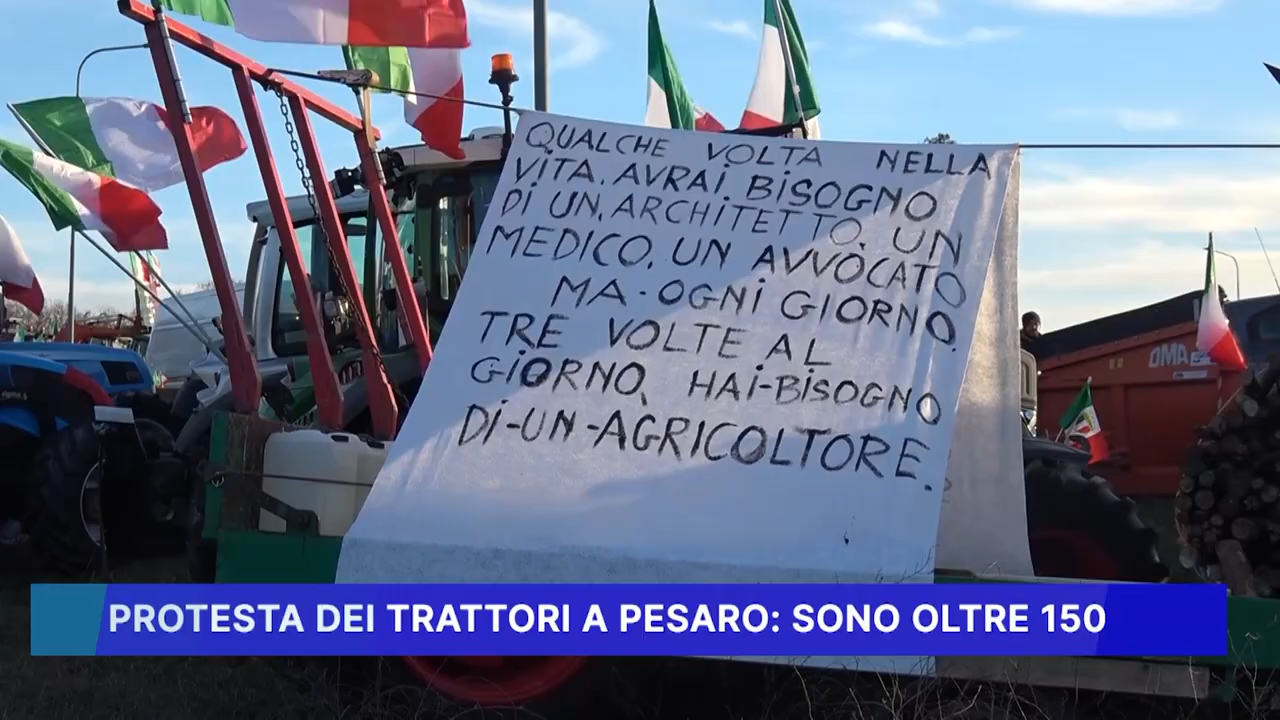 QUALCHE VOLTA NELLA
VITA. AVRAI BISOGNO
DI UN. ARCHITETTO. UN
MEDICO. UN AVVOCATO
MA-OGNI GIORNO.
TRE VOLTE AL
GIORNO, HAI-BISOGNO
DI-UN-AGRICOLTORE.
OMA
PROTESTA DEI TRATTORI A PESARO: SONO OLTRE 150